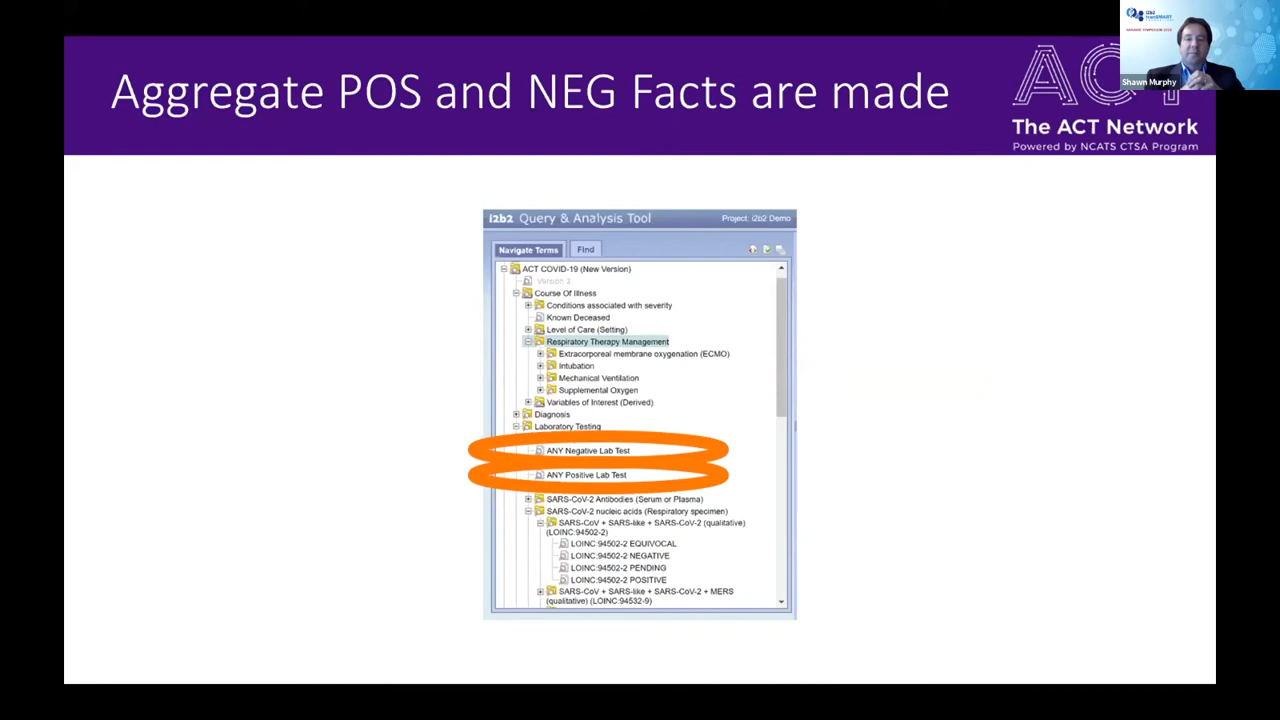 Aggregate POS and NEG Facts are made
ACT
The ACT Network
Powered by NCATS CTSA Program
i2b2
tranSMART
Shawn Murphy
i2b2 Query & Analysis Tool
Project: i2b2 Demo
Navigate Terms
Find
ACT COVID-19 (New Version)
Version 3
Course Of Illness
Conditions associated with severity
Known Deceased
Level of Care (Setting)
Respiratory Therapy Management
Extracorporeal membrane oxygenation (ECMO)
Intubation
Mechanical Ventilation
Supplemental Oxygen
Variables of Interest (Derived)
Diagnosis
Laboratory Testing
ANY Negative Lab Test
ANY Positive Lab Test
SARS-CoV-2 Antibodies (Serum or Plasma)
SARS-CoV-2 nucleic acids (Respiratory specimen)
SARS-CoV + SARS-like + SARS-CoV-2 (qualitative)
(LOINC:94502-2)
LOINC:94502-2 EQUIVOCAL
LOINC:94502-2 NEGATIVE
LOINC:94502-2 PENDING
LOINC:94502-2 POSITIVE
SARS-CoV + SARS-like + SARS-CoV-2 + MERS
(qualitative) (LOINC:94532-9)